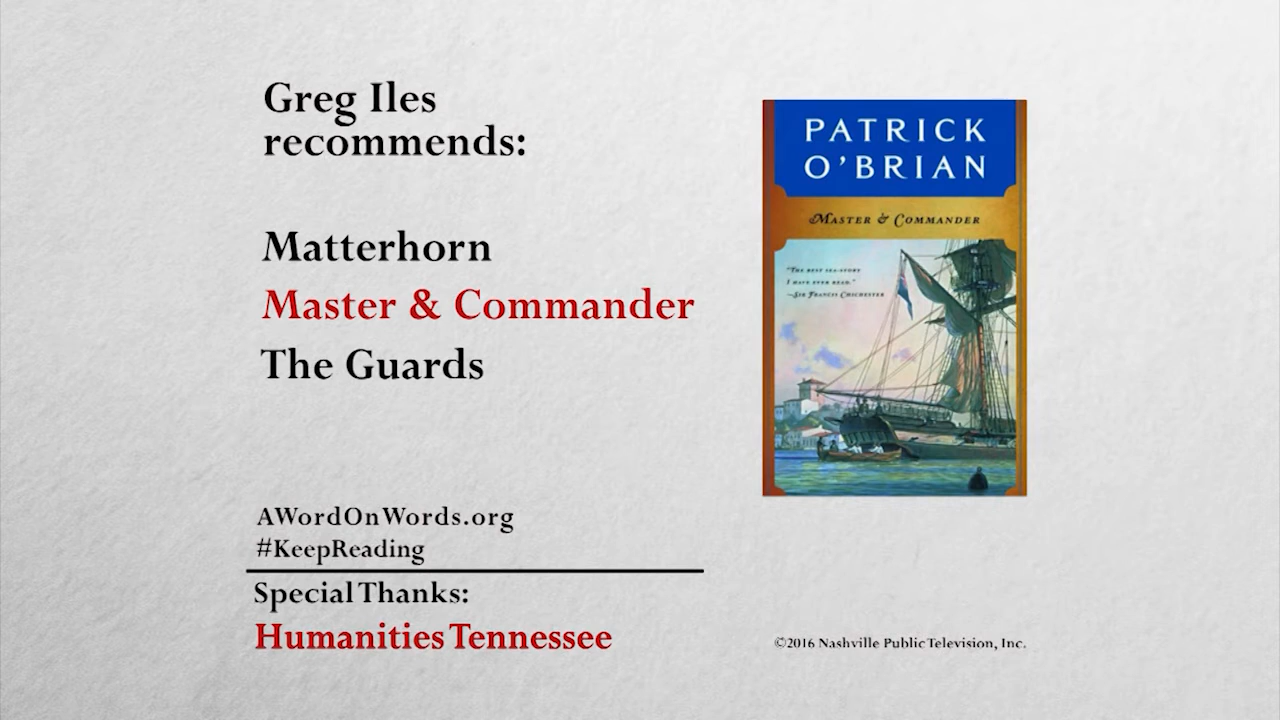 Greg Iles
recommends:
Matterhorn
Master & Commander
The Guards
AWordOnWords.org
#KeepReading
Special Thanks:
Humanities Tennessee
PATRICK
O'BRIAN
MASTER & COMMANDER
"THE BEST SEA-STORY
I HAVE EVER READ."
—SIR FRANCIS CHICHESTER
©2016 Nashville Public Television, Inc.